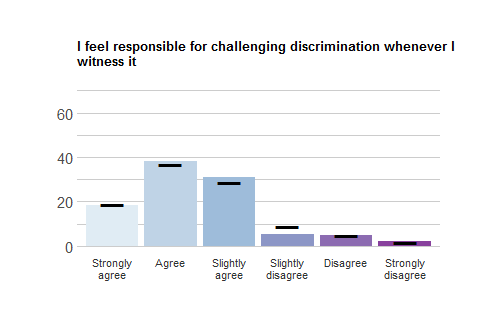 I feel responsible for challenging discrimination whenever I
witness it
60
40
20
0
Strongly
agree
Agree
Slightly
agree
Slightly
disagree
Disagree
Strongly
disagree